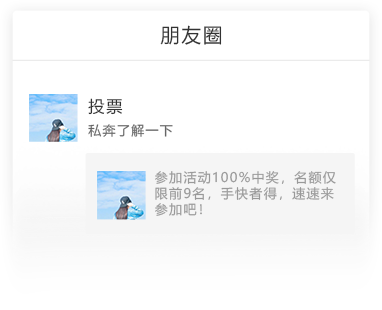 朋友圈
投票
私奔了解一下
参加活动100%中奖，名额仅
限前9名，手快者得，速速来
参加吧！